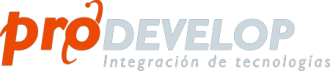 proDEVELOP
Integración de tecnologías